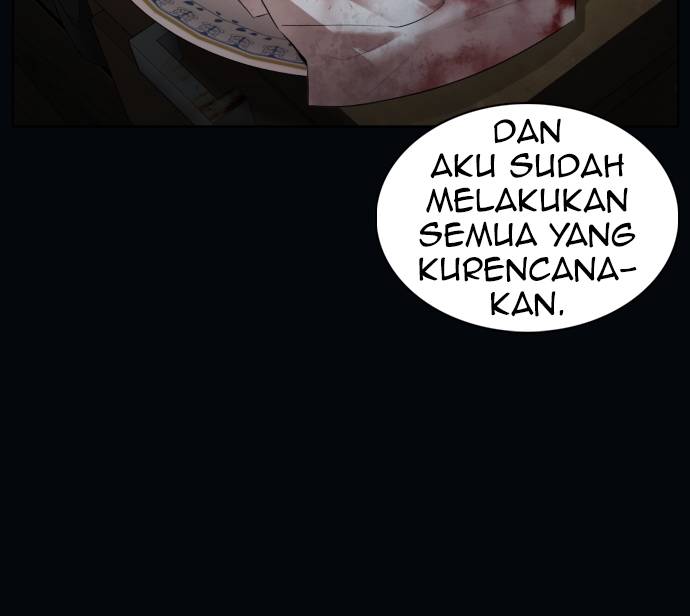 DAN
AKU SUDAH
MELAKUKAN
SEMUA YANG
KURENCANA-
KAN.